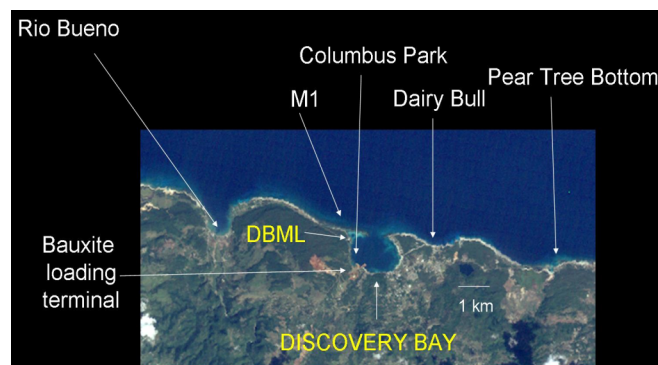 Rio Bueno
Columbus Park
Pear Tree Bottom
M1
Dairy Bull
DBML
Bauxite
loading
terminal
1 km
DISCOVERY BAY